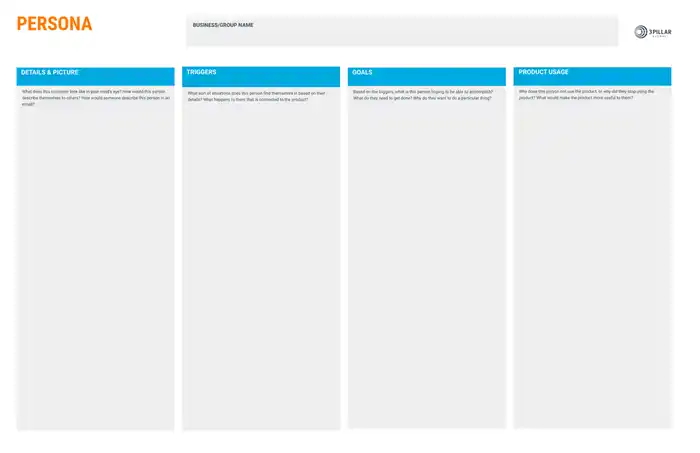 PERSONA
BUSINESS/GROUP NAME
3PILLAR
GLOBAL
DETAILS & PICTURE
What does this customer look like in your mind's eye? How would this person
describe themselves to others? How would someone describe this person in an
email?
TRIGGERS
What sort of situations does this person find themselves in based on their
details? What happens to them that is connected to the product?
GOALS
Based on the triggers, what is this person hoping to be able to accomplish?
What do they need to get done? Why do they want to do a particular thing?
PRODUCT USAGE
Why does this person not use the product, or why did they stop using the
product? What would make the product more useful to them?